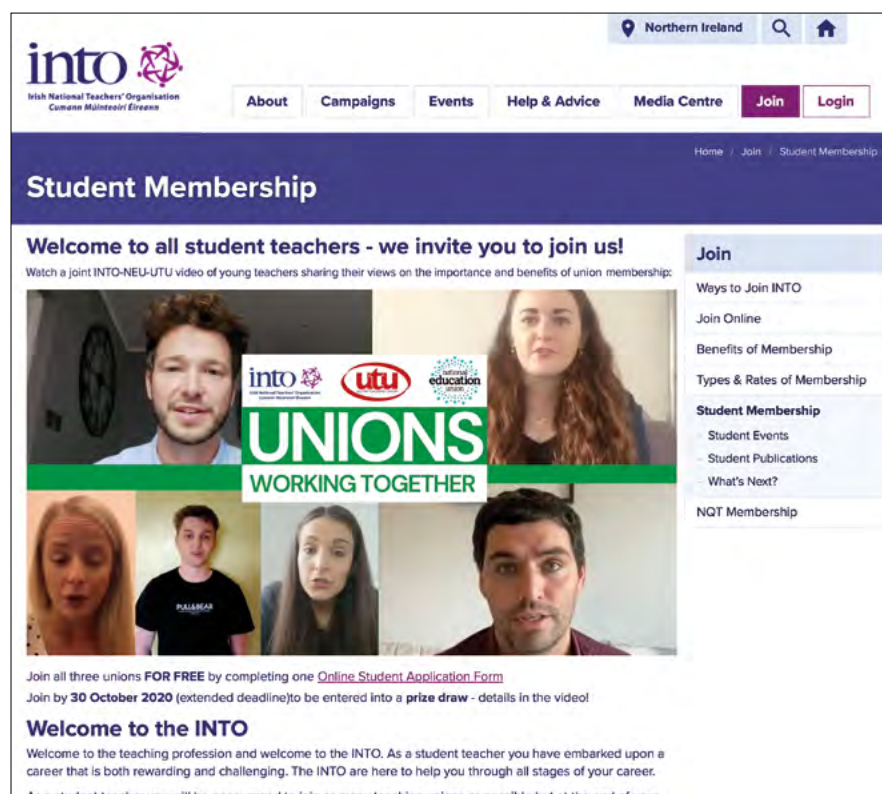 Northern Ireland
into
Irish National Teachers' Organisation
Cumann Múinteoirí Éireann
About
Campaigns
Events
Help & Advice
Media Centre
Join
Login
Home / Join / Student Membership
Student Membership
Welcome to all student teachers - we invite you to join us!
Watch a joint INTO-NEU-UTU video of young teachers sharing their views on the importance and benefits of union membership:
into
Irish National Teachers' Organisation
Cumann Múinteoirí Éireann
utu
national
education
union
UNIONS
WORKING TOGETHER
PULL&BEAR
Join all three unions FOR FREE by completing one Online Student Application Form
Join by 30 October 2020 (extended deadline)to be entered into a prize draw - details in the video!
Welcome to the INTO
Welcome to the teaching profession and welcome to the INTO. As a student teacher you have embarked upon a
career that is both rewarding and challenging. The INTO are here to help you through all stages of your career.
Join
Ways to Join INTO
Join Online
Benefits of Membership
Types & Rates of Membership
Student Membership
Student Events
Student Publications
What's Next?
NQT Membership